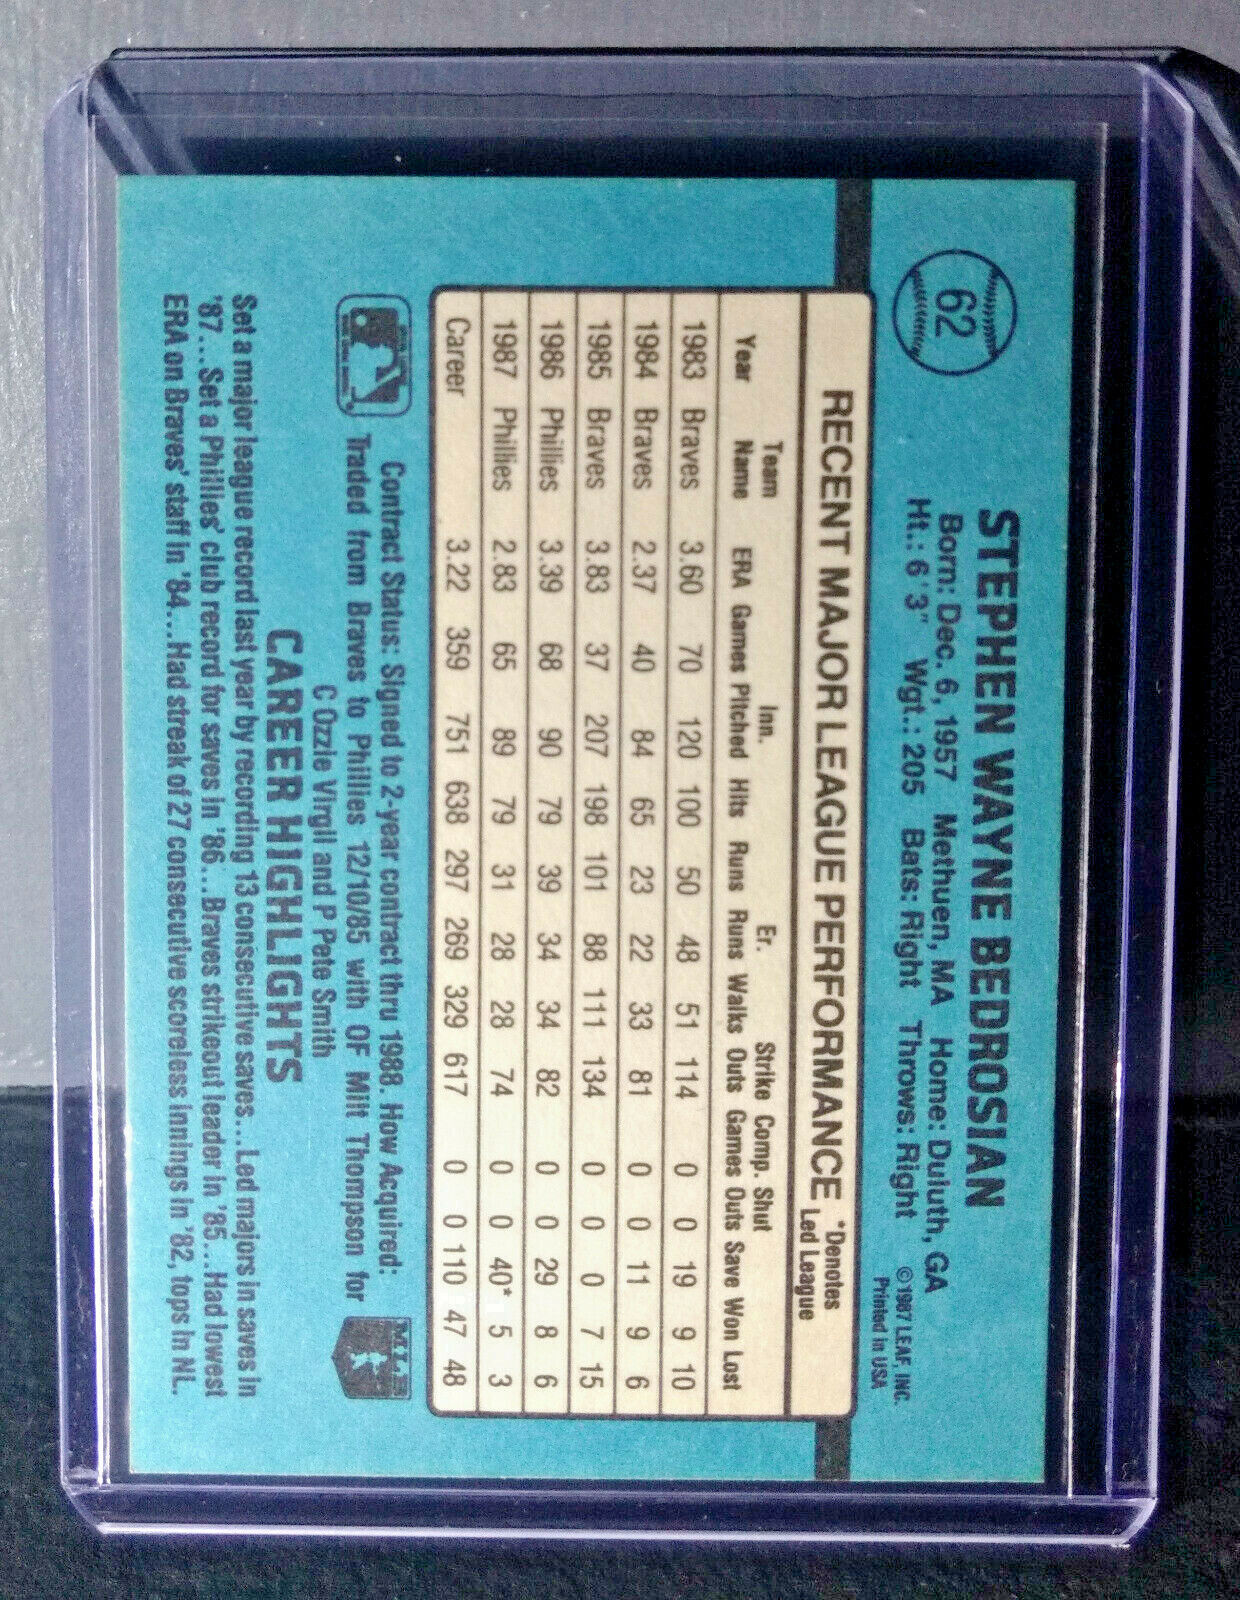 62
STEPHEN WAYNE BEDROSIAN
Born: Dec. 6, 1957 Methuen, MA Home: Duluth, GA
Ht.: 6'3" Wgt.: 205 Bats: Right Throws: Right
©1987 LEAF, INC.
Printed in USA
RECENT MAJOR LEAGUE PERFORMANCE *Denotes Led League
Team Inn. Er. Strike Comp. Shut
Year Name ERA Games Pitched Hits Runs Runs Walks Outs Games Outs Save Won Lost
1983 Braves 3.60 70 120 100 50 48 51 114 0 0 19 9 10
1984 Braves 2.37 40 84 65 23 22 33 81 0 0 11 9 6
1985 Braves 3.83 37 207 198 101 88 111 134 0 0 0 7 15
1986 Phillies 3.39 68 90 79 39 34 34 82 0 0 29 8 6
1987 Phillies 2.83 65 89 79 31 28 28 74 0 0 40* 5 3
Career 3.22 359 751 638 297 269 329 617 0 0 110 47 48
Contract Status: Signed to 2-year contract thru 1988. How Acquired:
Traded from Braves to Phillies 12/10/85 with OF Milt Thompson for
C Ozzie Virgil and P Pete Smith
CAREER HIGHLIGHTS
Set a major league record last year by recording 13 consecutive saves...Led majors in saves in
'87...Set a Phillies' club record for saves in '86...Braves strikeout leader in '85...Had lowest
ERA on Braves' staff in '84...Had streak of 27 consecutive scoreless innings in '82, tops in NL.